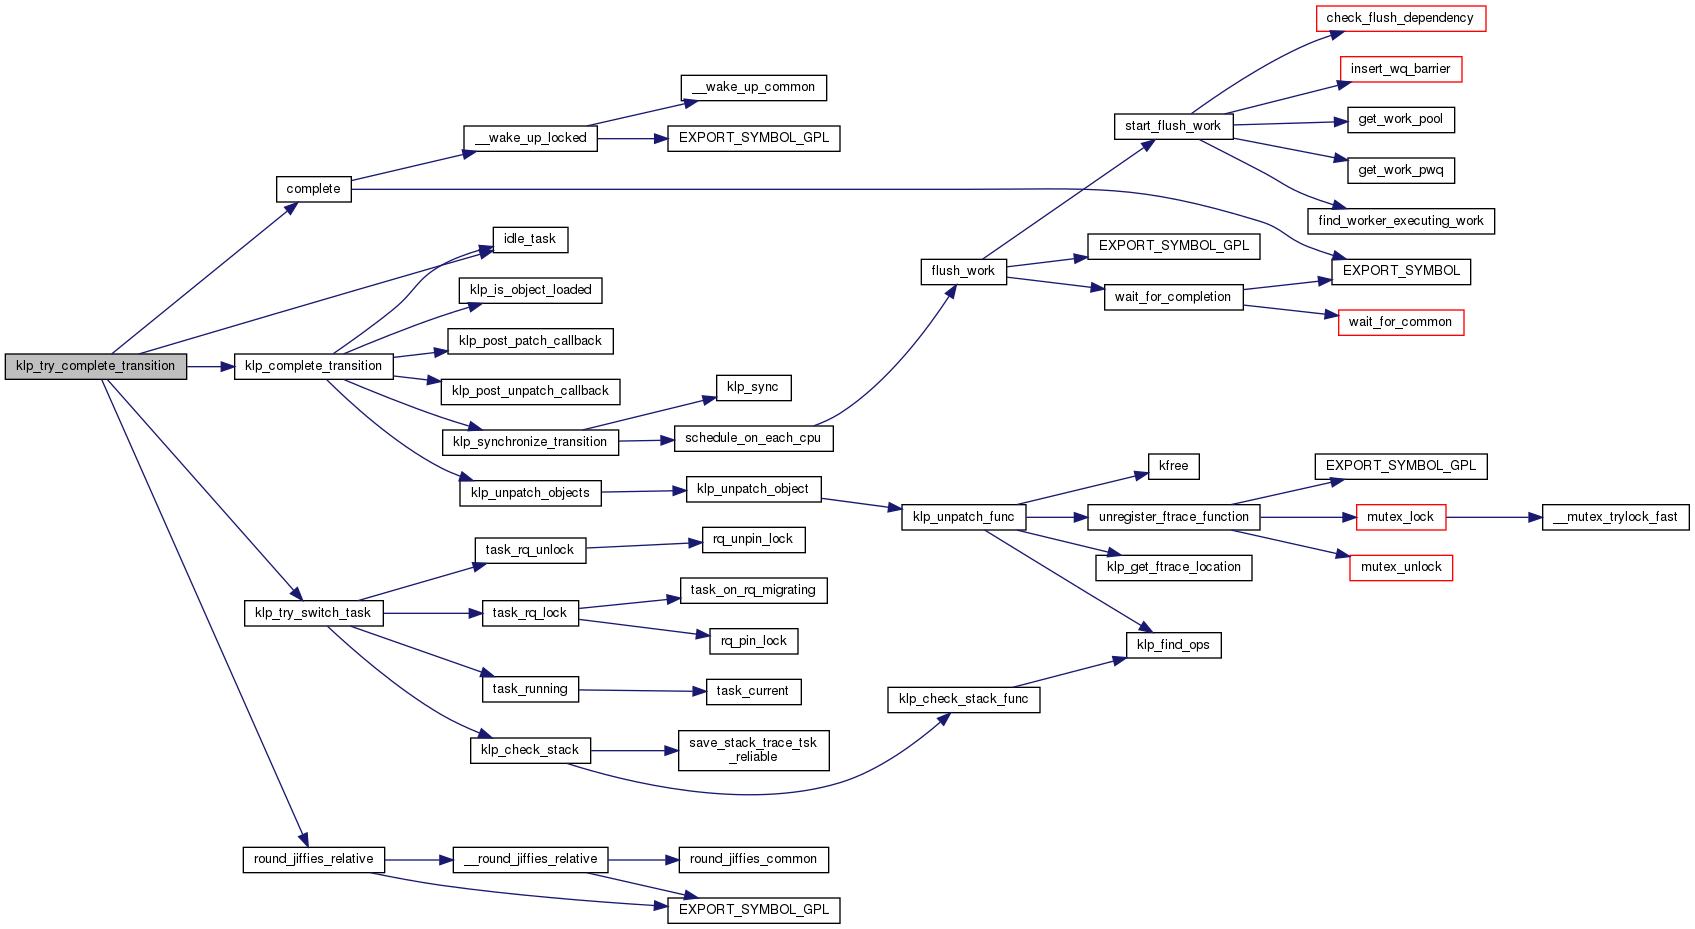 check_flush_dependency
insert_wq_barrier
__wake_up_common
get_work_pool
start_flush_work
__wake_up_locked
EXPORT_SYMBOL_GPL
get_work_pwq
complete
find_worker_executing_work
idle_task
EXPORT_SYMBOL_GPL
flush_work
EXPORT_SYMBOL
klp_is_object_loaded
wait_for_completion
wait_for_common
klp_post_patch_callback
klp_try_complete_transition
klp_complete_transition
klp_sync
klp_post_unpatch_callback
schedule_on_each_cpu
klp_synchronize_transition
kfree
EXPORT_SYMBOL_GPL
klp_unpatch_object
klp_unpatch_objects
klp_unpatch_func
unregister_ftrace_function
mutex_lock
__mutex_trylock_fast
rq_unpin_lock
task_rq_unlock
klp_get_ftrace_location
mutex_unlock
task_on_rq_migrating
klp_try_switch_task
task_rq_lock
rq_pin_lock
klp_find_ops
task_running
task_current
klp_check_stack_func
klp_check_stack
save_stack_trace_tsk
_reliable
round_jiffies_relative
__round_jiffies_relative
round_jiffies_common
EXPORT_SYMBOL_GPL